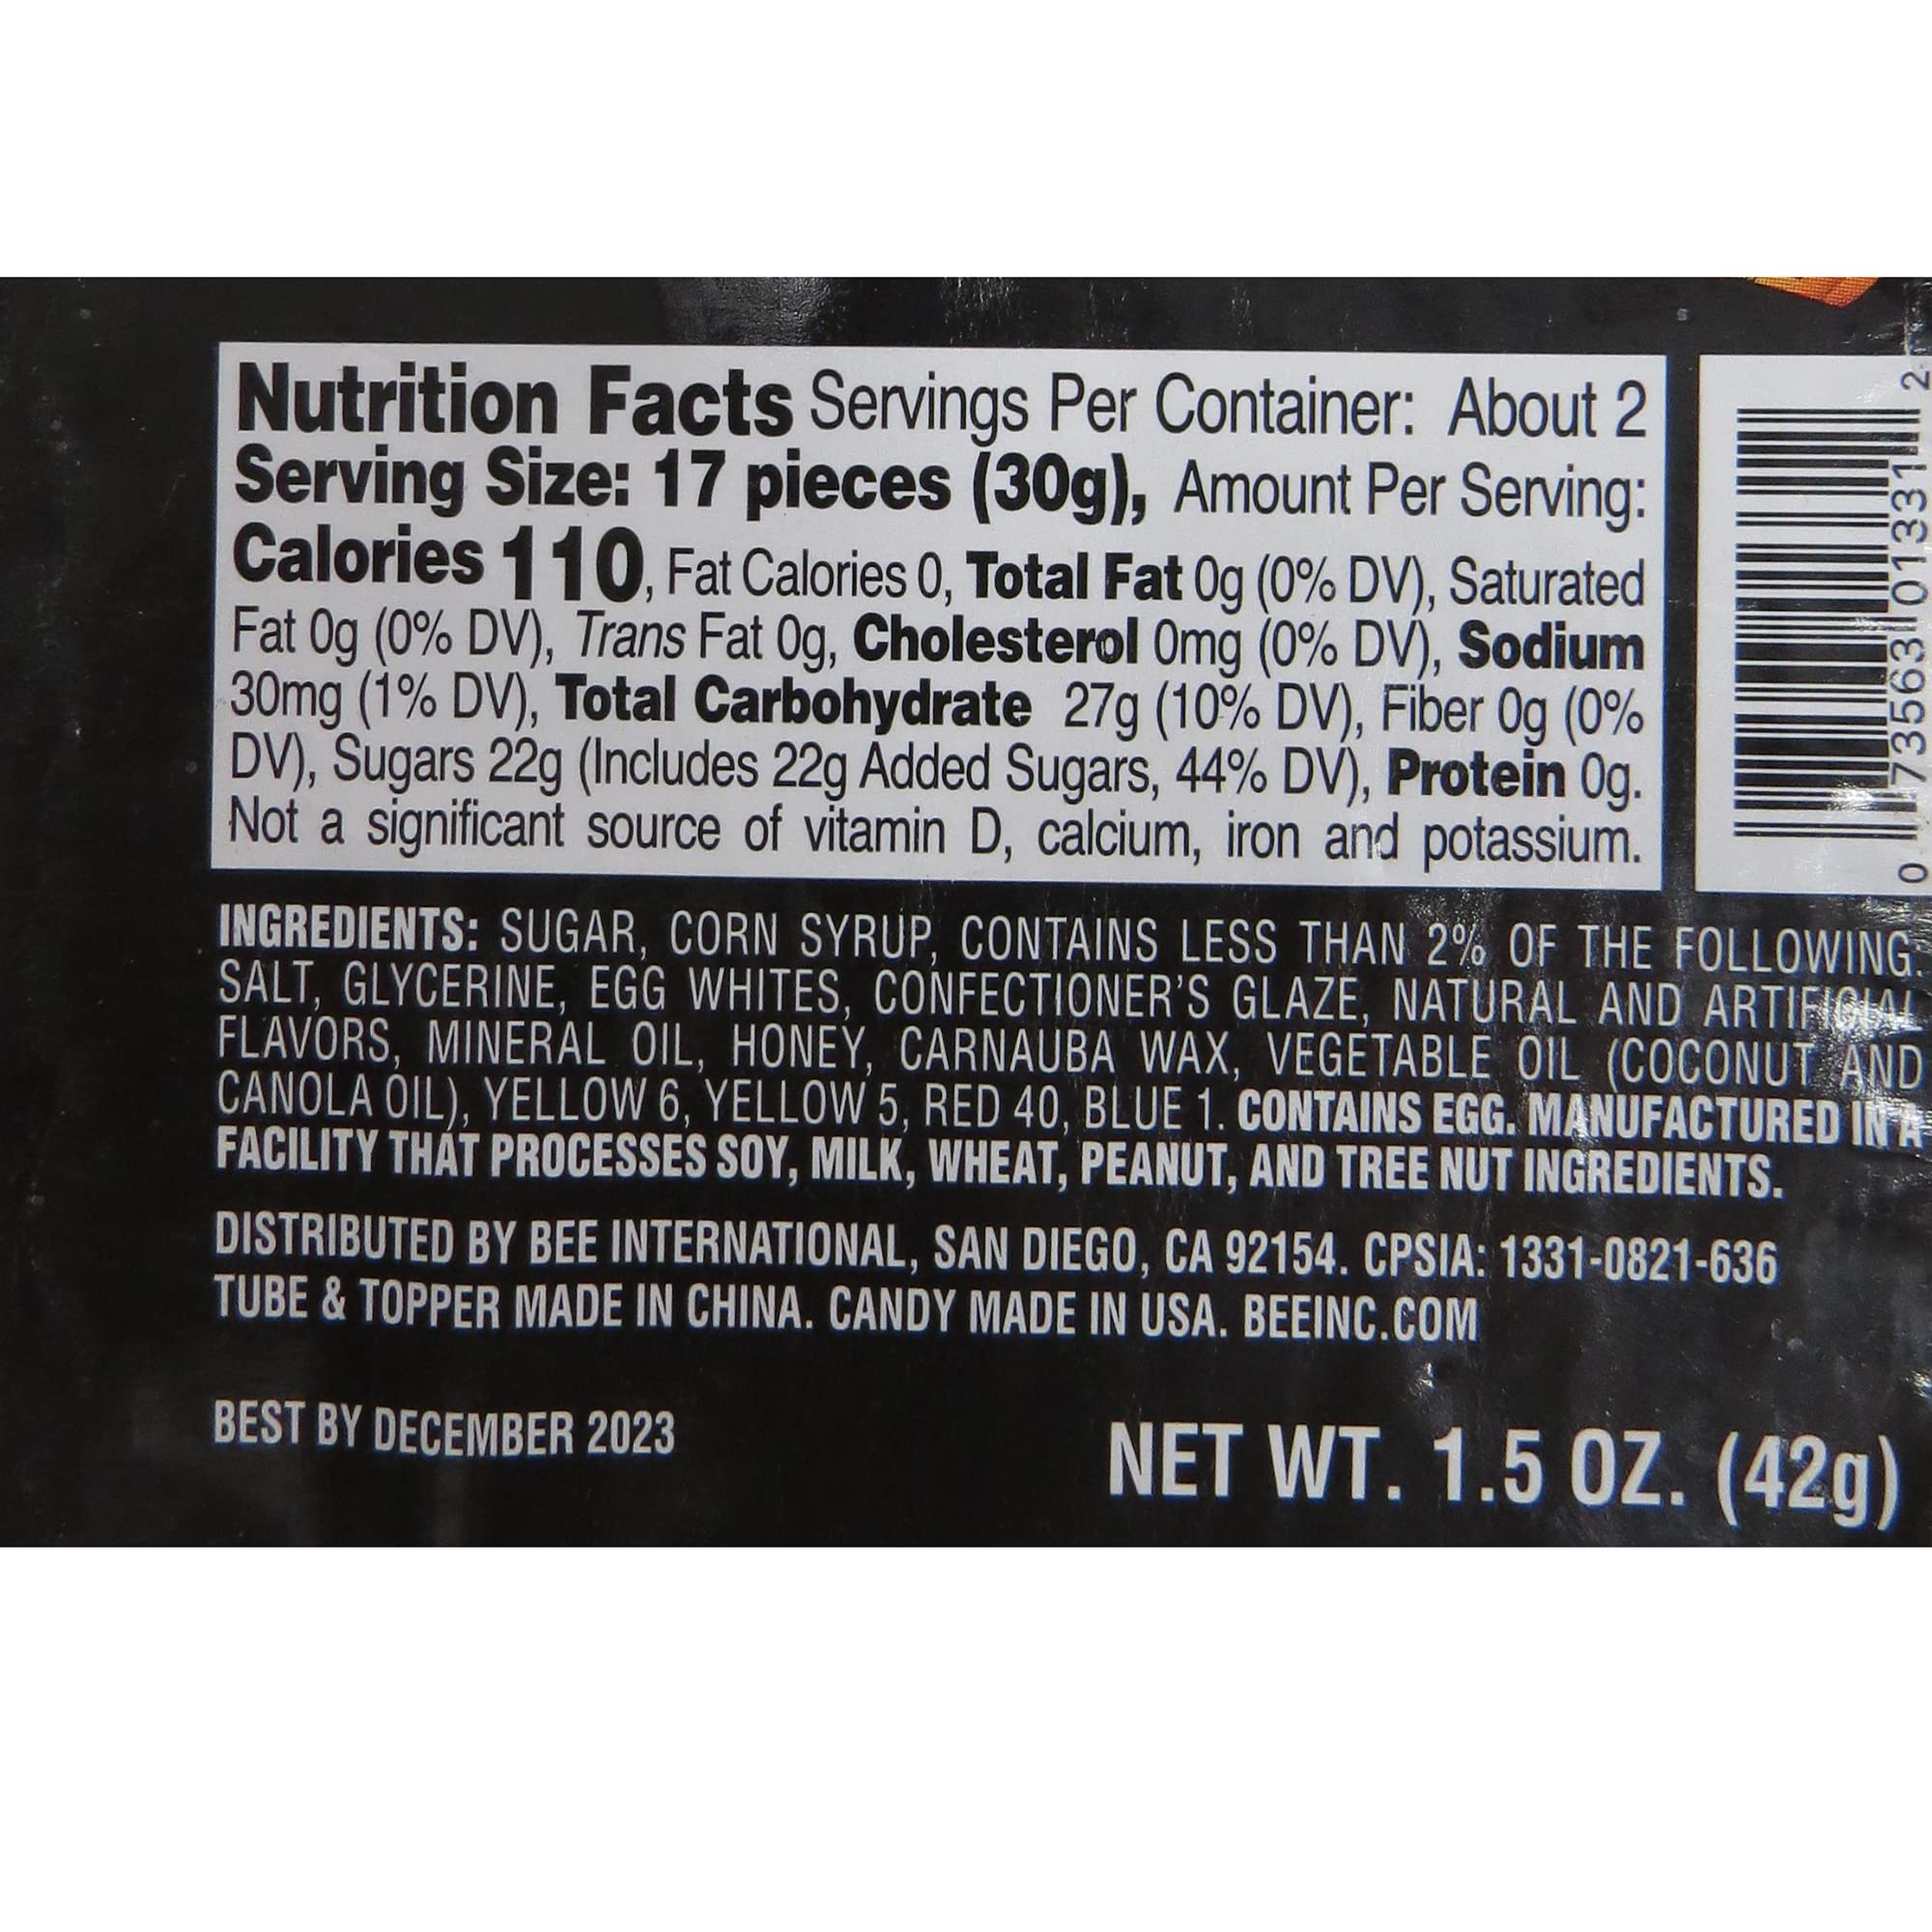 Nutrition Facts Servings Per Container: About 2
Serving Size: 17 pieces (30g), Amount Per Serving:
Calories 110, Fat Calories 0, Total Fat 0g (0% DV), Saturated
Fat 0g (0% DV), Trans Fat 0g, Cholesterol 0mg (0% DV), Sodium
30mg (1% DV), Total Carbohydrate 27g (10% DV), Fiber 0g (0%
DV), Sugars 22g (Includes 22g Added Sugars, 44% DV), Protein 0g.
Not a significant source of vitamin D, calcium, iron and potassium.
0 73563 01331 2
INGREDIENTS: SUGAR, CORN SYRUP, CONTAINS LESS THAN 2% OF THE FOLLOWING:
SALT, GLYCERINE, EGG WHITES, CONFECTIONER'S GLAZE, NATURAL AND ARTIFICIAL
FLAVORS, MINERAL OIL, HONEY, CARNAUBA WAX, VEGETABLE OIL (COCONUT AND
CANOLA OIL), YELLOW 6, YELLOW 5, RED 40, BLUE 1. CONTAINS EGG. MANUFACTURED IN A
FACILITY THAT PROCESSES SOY, MILK, WHEAT, PEANUT, AND TREE NUT INGREDIENTS.
DISTRIBUTED BY BEE INTERNATIONAL, SAN DIEGO, CA 92154. CPSIA: 1331-0821-636
TUBE & TOPPER MADE IN CHINA. CANDY MADE IN USA. BEEINC.COM
BEST BY DECEMBER 2023
NET WT. 1.5 OZ. (42g)